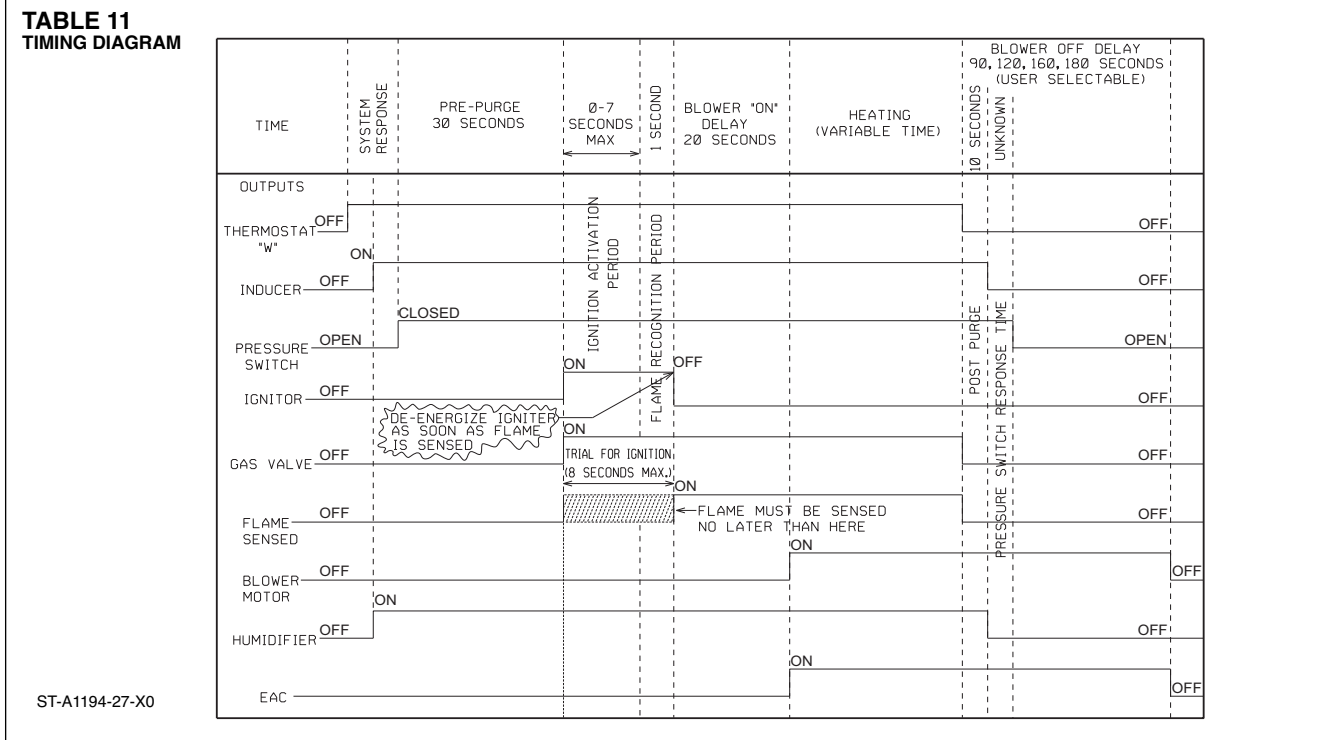 TABLE 11
TIMING DIAGRAM
TIME
SYSTEM
RESPONSE
PRE-PURGE
30 SECONDS
0-7
SECONDS
MAX
1 SECOND
BLOWER "ON"
DELAY
20 SECONDS
HEATING
(VARIABLE TIME)
10 SECONDS
UNKNOWN
BLOWER OFF DELAY
90, 120, 160, 180 SECONDS
(USER SELECTABLE)
OUTPUTS
IGNITION ACTIVATION
PERIOD
FLAME RECOGNITION PERIOD
POST PURGE
PRESSURE SWITCH RESPONSE TIME
THERMOSTAT
"W"
OFF
OFF
INDUCER
OFF
ON
OFF
PRESSURE
SWITCH
OPEN
CLOSED
OPEN
IGNITOR
OFF
ON
OFF
OFF
DE-ENERGIZE IGNITER
AS SOON AS FLAME
IS SENSED
GAS VALVE
OFF
ON
OFF
TRIAL FOR IGNITION
(8 SECONDS MAX.)
FLAME
SENSED
OFF
ON
FLAME MUST BE SENSED
NO LATER THAN HERE
OFF
BLOWER
MOTOR
OFF
ON
OFF
HUMIDIFIER
OFF
ON
OFF
EAC
ON
OFF
ST-A1194-27-X0